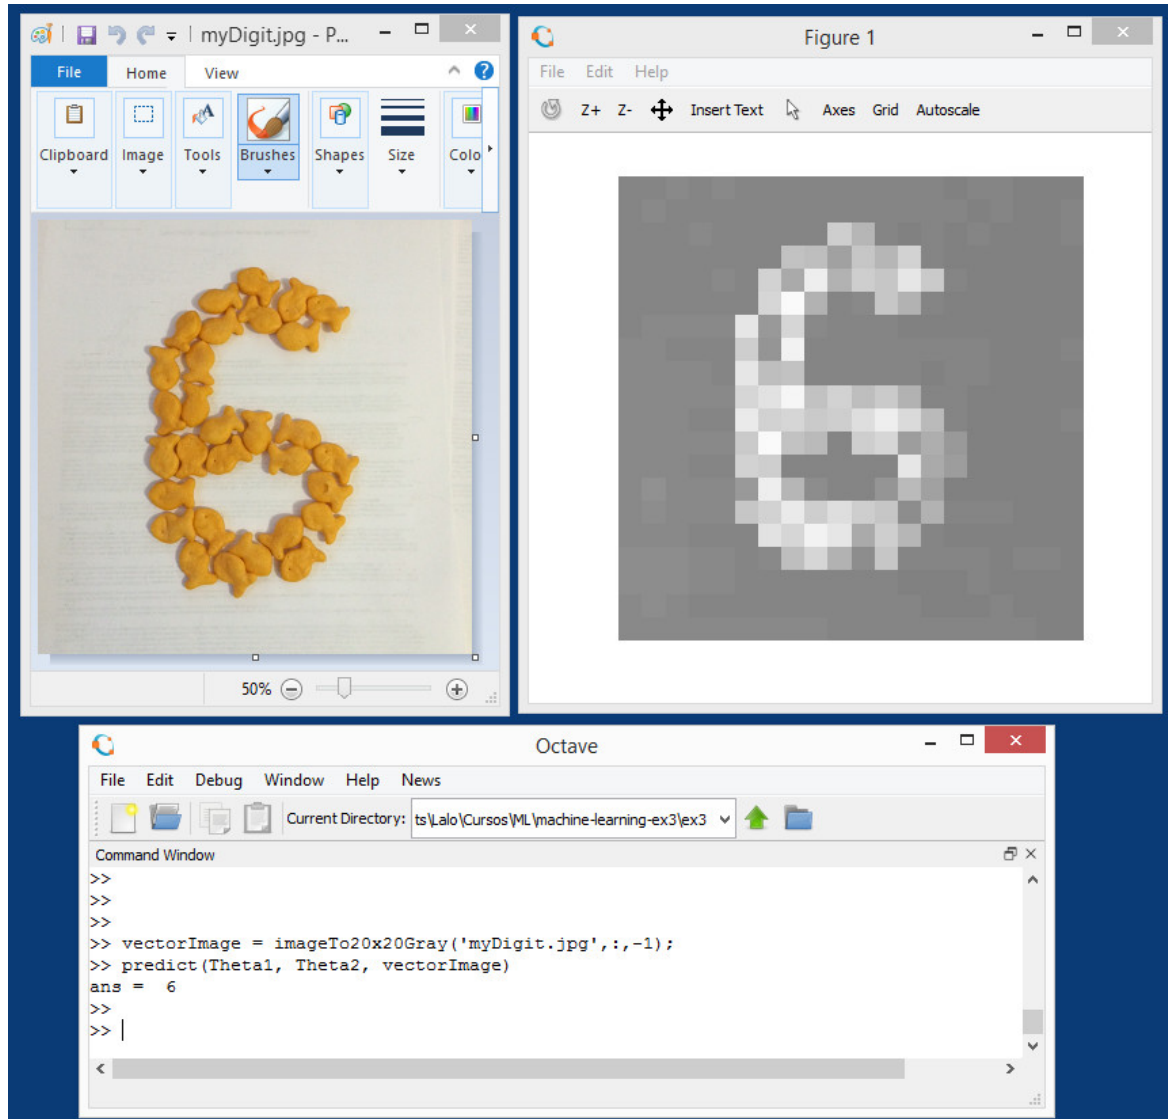 myDigit.jpg - P...
File Home View
Clipboard Image Tools Brushes Shapes Size Colo
50%
Figure 1
File Edit Help
Z+ Z- Insert Text Axes Grid Autoscale
Octave
File Edit Debug Window Help News
Current Directory: ts\Lalo\Cursos\ML\machine-learning-ex3\ex3
Command Window
>>
>>
>>
>> vectorImage = imageTo20x20Gray('myDigit.jpg',:,-1);
>> predict(Theta1, Theta2, vectorImage)
ans =  6
>>
>>